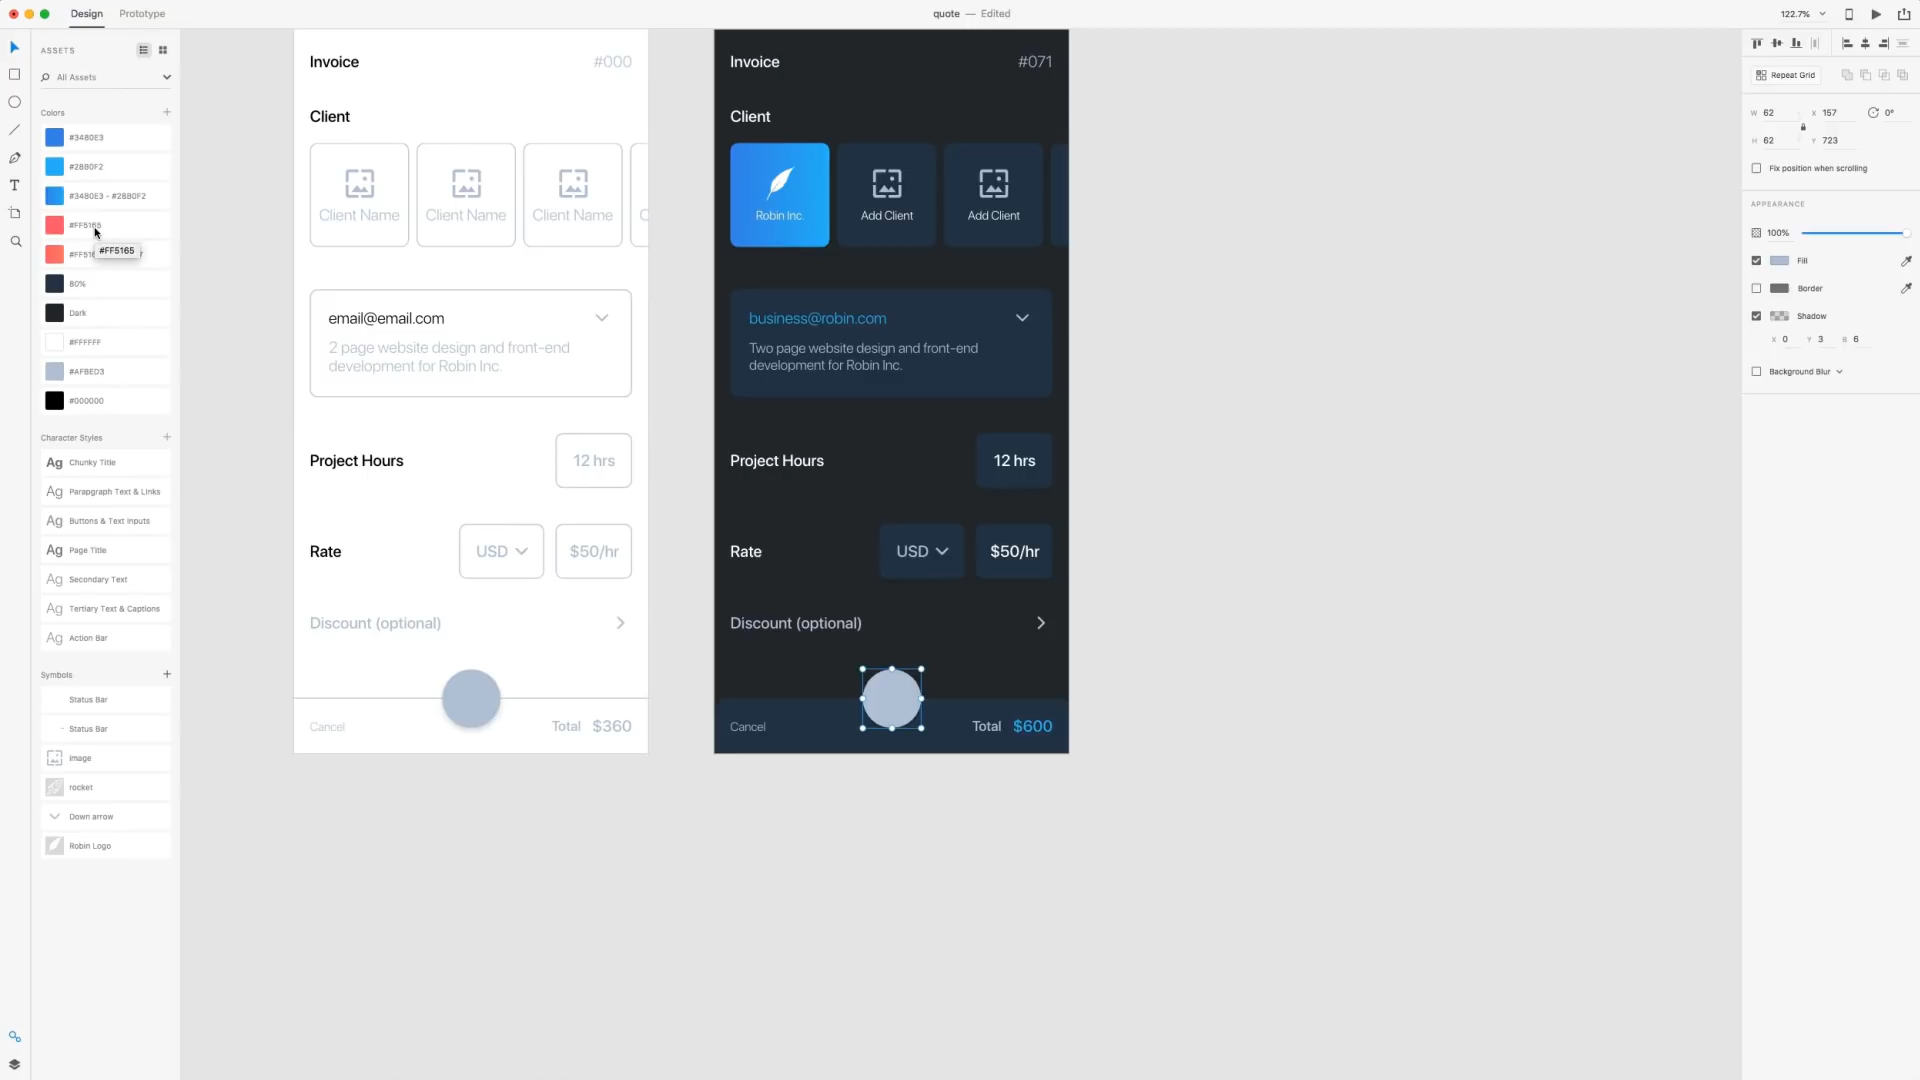 Design
Prototype
quote — Edited
122.7%
ASSETS
All Assets
Colors
#3480E3
#28B0F2
#3480E3 - #28B0F2
#FF5165
#FF5165
80%
Dark
#FFFFFF
#AFBED3
#000000
Character Styles
Ag Chunky Title
Ag Parapgraph Text & Links
Ag Buttons & Text Inputs
Ag Page Title
Ag Secondary Text
Ag Tertiary Text & Captions
Ag Action Bar
Symbols
Status Bar
Status Bar
image
rocket
Down arrow
Robin Logo
Invoice #000
Client
Client Name
Client Name
Client Name
email@email.com
2 page website design and front-end
development for Robin Inc.
Project Hours 12 hrs
Rate USD $50/hr
Discount (optional)
Cancel Total $360
Invoice #071
Client
Robin Inc.
Add Client
Add Client
business@robin.com
Two page website design and front-end
development for Robin Inc.
Project Hours 12 hrs
Rate USD $50/hr
Discount (optional)
Cancel Total $600
Repeat Grid
W 62 X 157 0°
H 62 Y 723
Fix position when scrolling
APPEARANCE
100%
Fill
Border
Shadow
X 0 Y 3 B 6
Background Blur